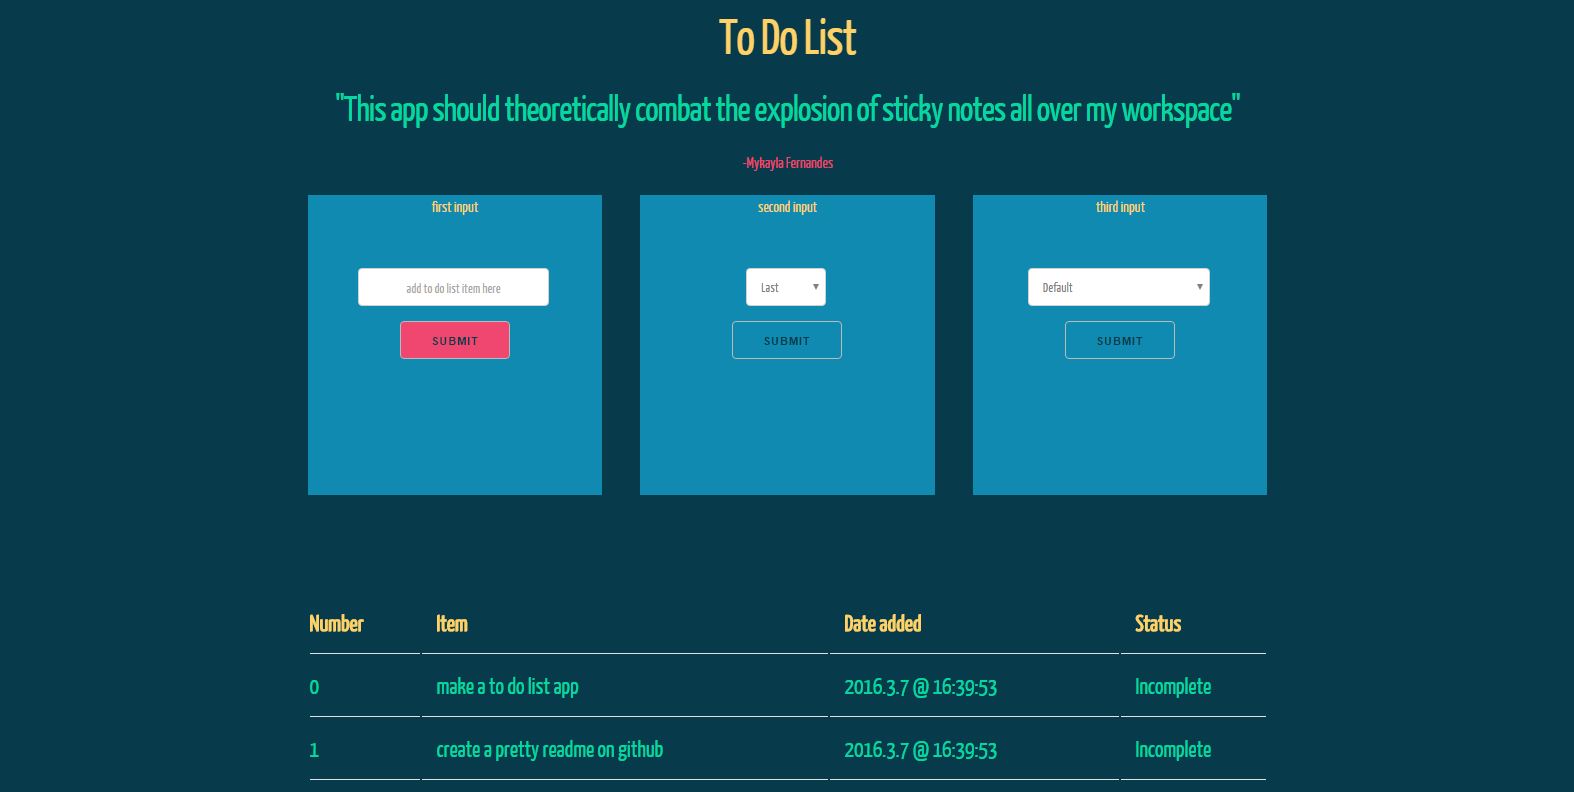 To Do List
"This app should theoretically combat the explosion of sticky notes all over my workspace"
-Mykayla Fernandes
first input
add to do list item here
SUBMIT
second input
Last
SUBMIT
third input
Default
SUBMIT
Number Item Date added Status
0 make a to do list app 2016.3.7 @ 16:39:53 Incomplete
1 create a pretty readme on github 2016.3.7 @ 16:39:53 Incomplete